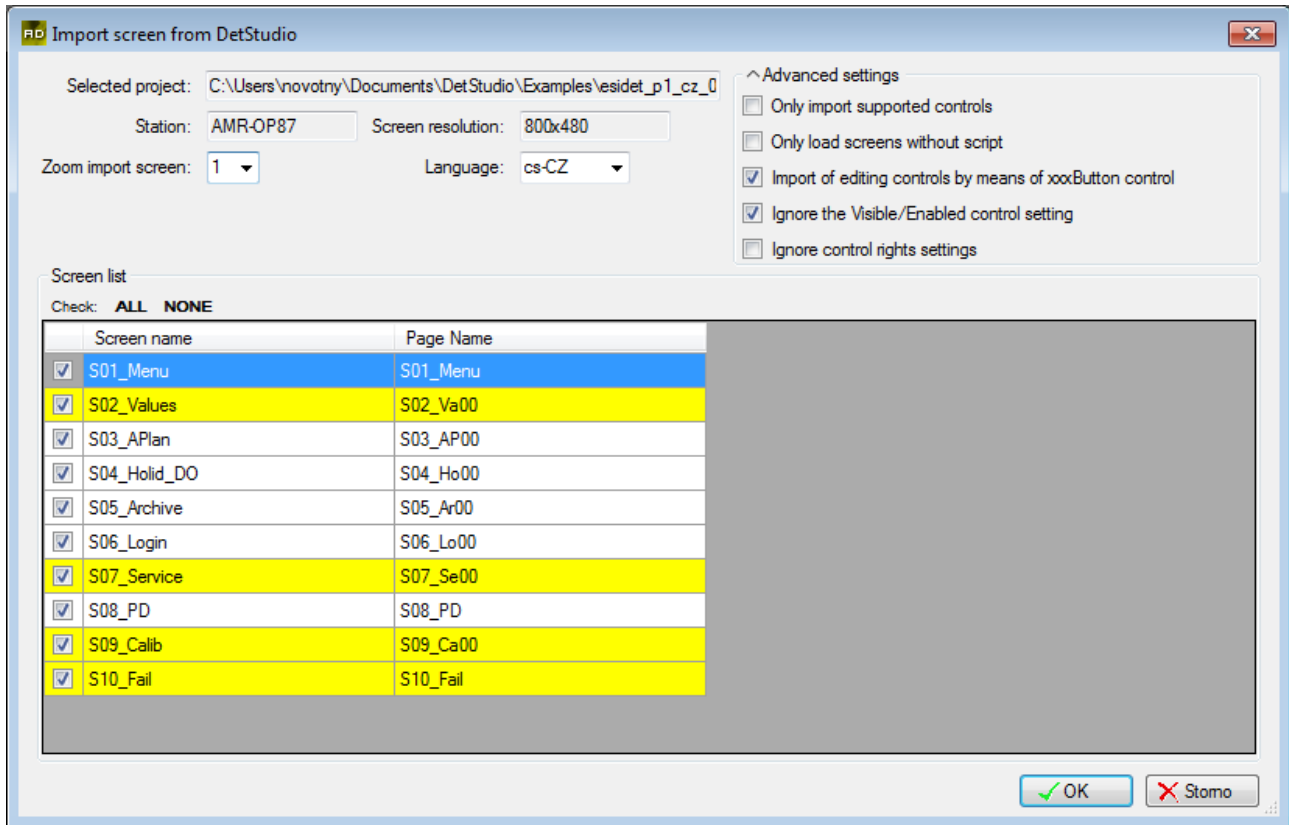 Import screen from DetStudio
Selected project: C:\Users\novotny\Documents\DetStudio\Examples\esidet_p1_cz_0
Station: AMR-OP87 Screen resolution: 800x480
Zoom import screen: 1 Language: cs-CZ
Advanced settings
Only import supported controls
Only load screens without script
Import of editing controls by means of xxxButton control
Ignore the Visible/Enabled control setting
Ignore control rights settings
Screen list
Check: ALL NONE
Screen name Page Name
S01_Menu S01_Menu
S02_Values S02_Va00
S03_APlan S03_AP00
S04_Holid_DO S04_Ho00
S05_Archive S05_Ar00
S06_Login S06_Lo00
S07_Service S07_Se00
S08_PD S08_PD
S09_Calib S09_Ca00
S10_Fail S10_Fail
OK Storno